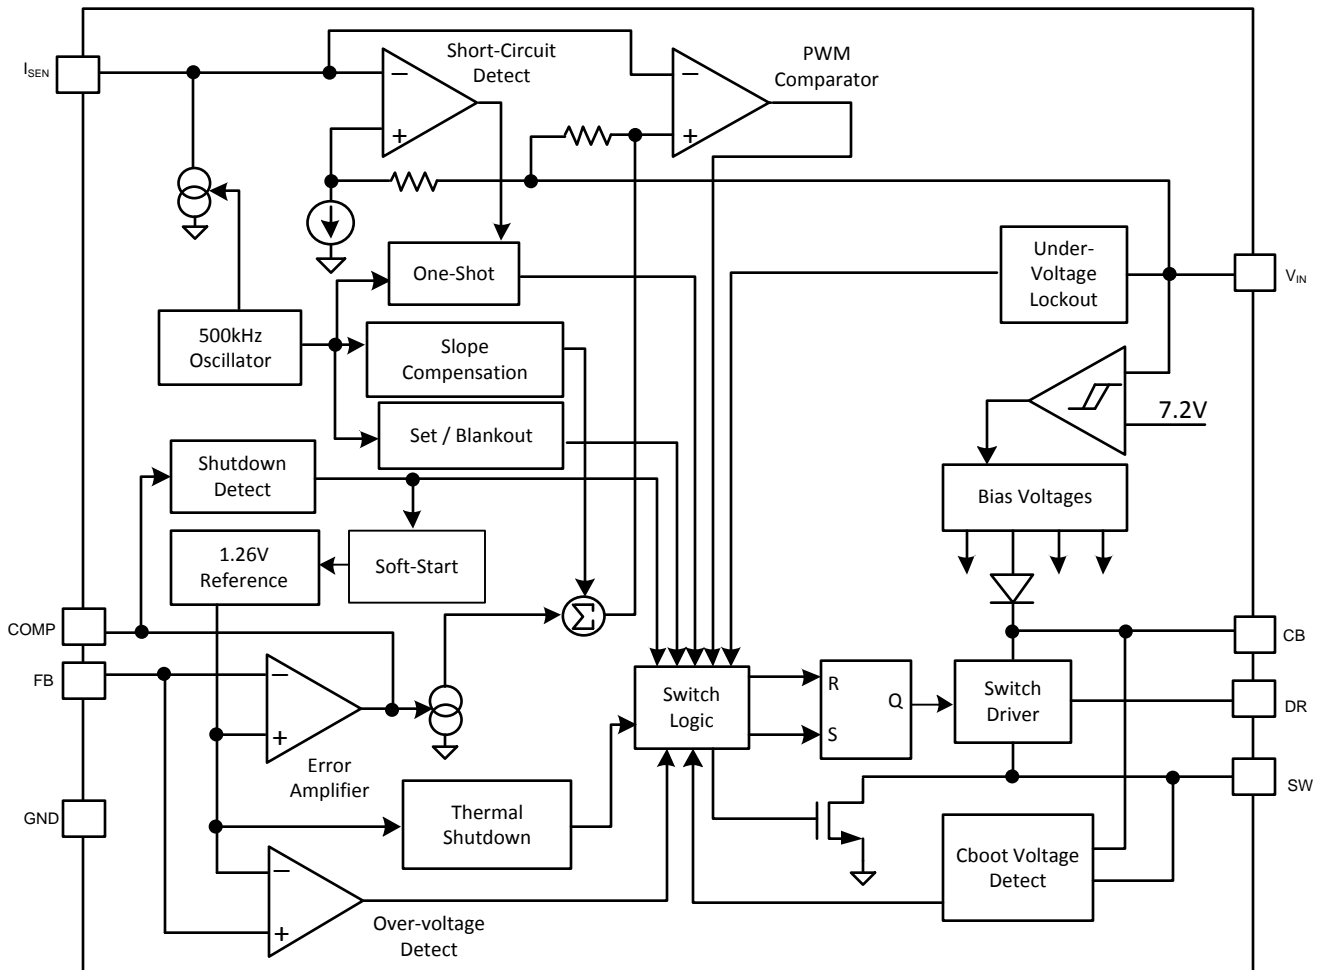 Short-Circuit
Detect
PWM
Comparator
ISEN
−
+
−
+
One-Shot
Under-
Voltage
Lockout
VIN
500kHz
Oscillator
Slope
Compensation
7.2V
Set / Blankout
Shutdown
Detect
Bias Voltages
1.26V
Reference
Soft-Start
Σ
COMP
CB
FB
−
+
Error
Amplifier
Switch
Logic
R
S
Q
Switch
Driver
DR
SW
GND
Thermal
Shutdown
−
+
Over-voltage
Detect
Cboot Voltage
Detect